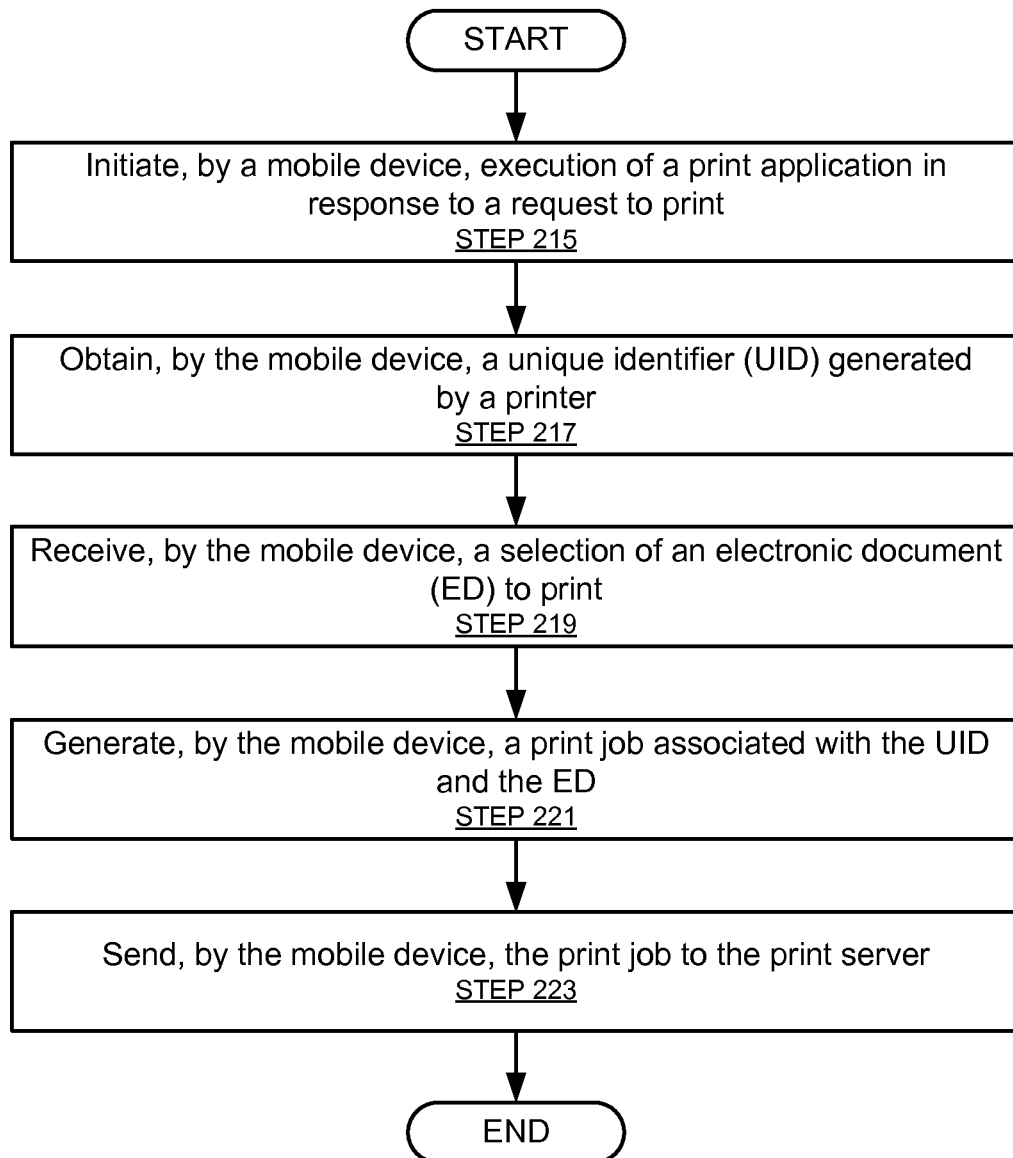 START
Initiate, by a mobile device, execution of a print application in
response to a request to print
STEP 215
Obtain, by the mobile device, a unique identifier (UID) generated
by a printer
STEP 217
Receive, by the mobile device, a selection of an electronic document
(ED) to print
STEP 219
Generate, by the mobile device, a print job associated with the UID
and the ED
STEP 221
Send, by the mobile device, the print job to the print server
STEP 223
END